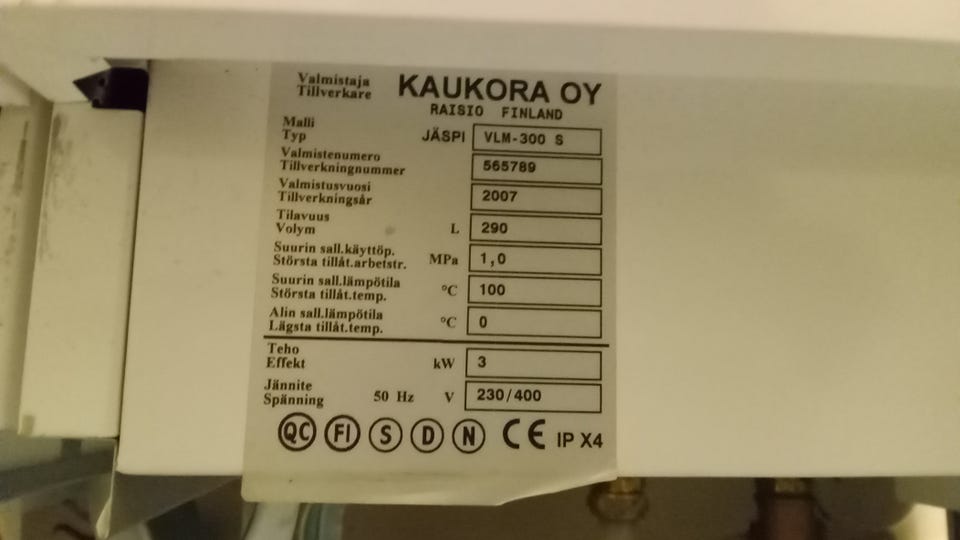 Valmistaja
Tillverkare
KAUKORA OY
RAISIO FINLAND
Malli
Typ JÄSPI VLM-300 S
Valmistenumero
Tillverkningnummer 565789
Valmistusvuosi
Tillverkningsår 2007
Tilavuus
Volym L 290
Suurin sall.käyttöp.
Största tillåt.arbetstr. MPa 1,0
Suurin sall.lämpötila
Största tillåt.temp. °C 100
Alin sall.lämpötila
Lägsta tillåt.temp. °C 0
Teho
Effekt kW 3
Jännite
Spänning 50 Hz V 230/400
QC FI S D N CE IP X4